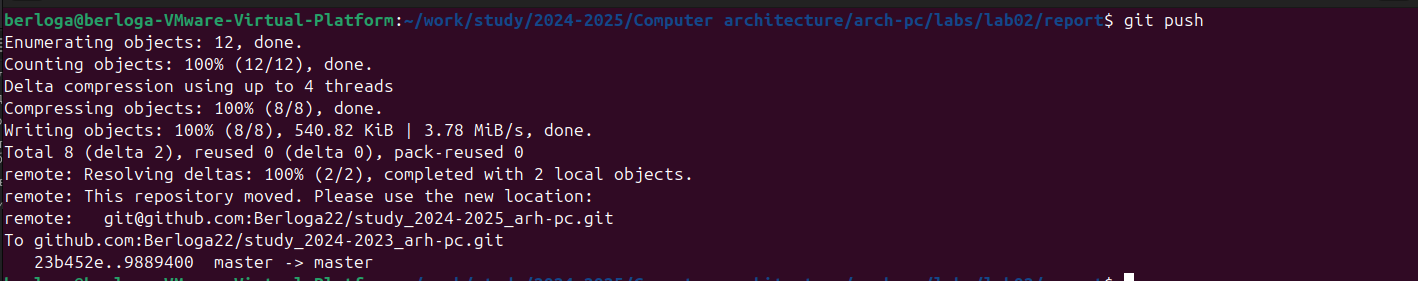 berloga@berloga-VMware-Virtual-Platform:~/work/study/2024-2025/Computer architecture/arch-pc/labs/lab02/report$ git push
Enumerating objects: 12, done.
Counting objects: 100% (12/12), done.
Delta compression using up to 4 threads
Compressing objects: 100% (8/8), done.
Writing objects: 100% (8/8), 540.82 KiB | 3.78 MiB/s, done.
Total 8 (delta 2), reused 0 (delta 0), pack-reused 0
remote: Resolving deltas: 100% (2/2), completed with 2 local objects.
remote: This repository moved. Please use the new location:
remote:   git@github.com:Berloga22/study_2024-2025_arh-pc.git
To github.com:Berloga22/study_2024-2023_arh-pc.git
   23b452e..9889400  master -> master